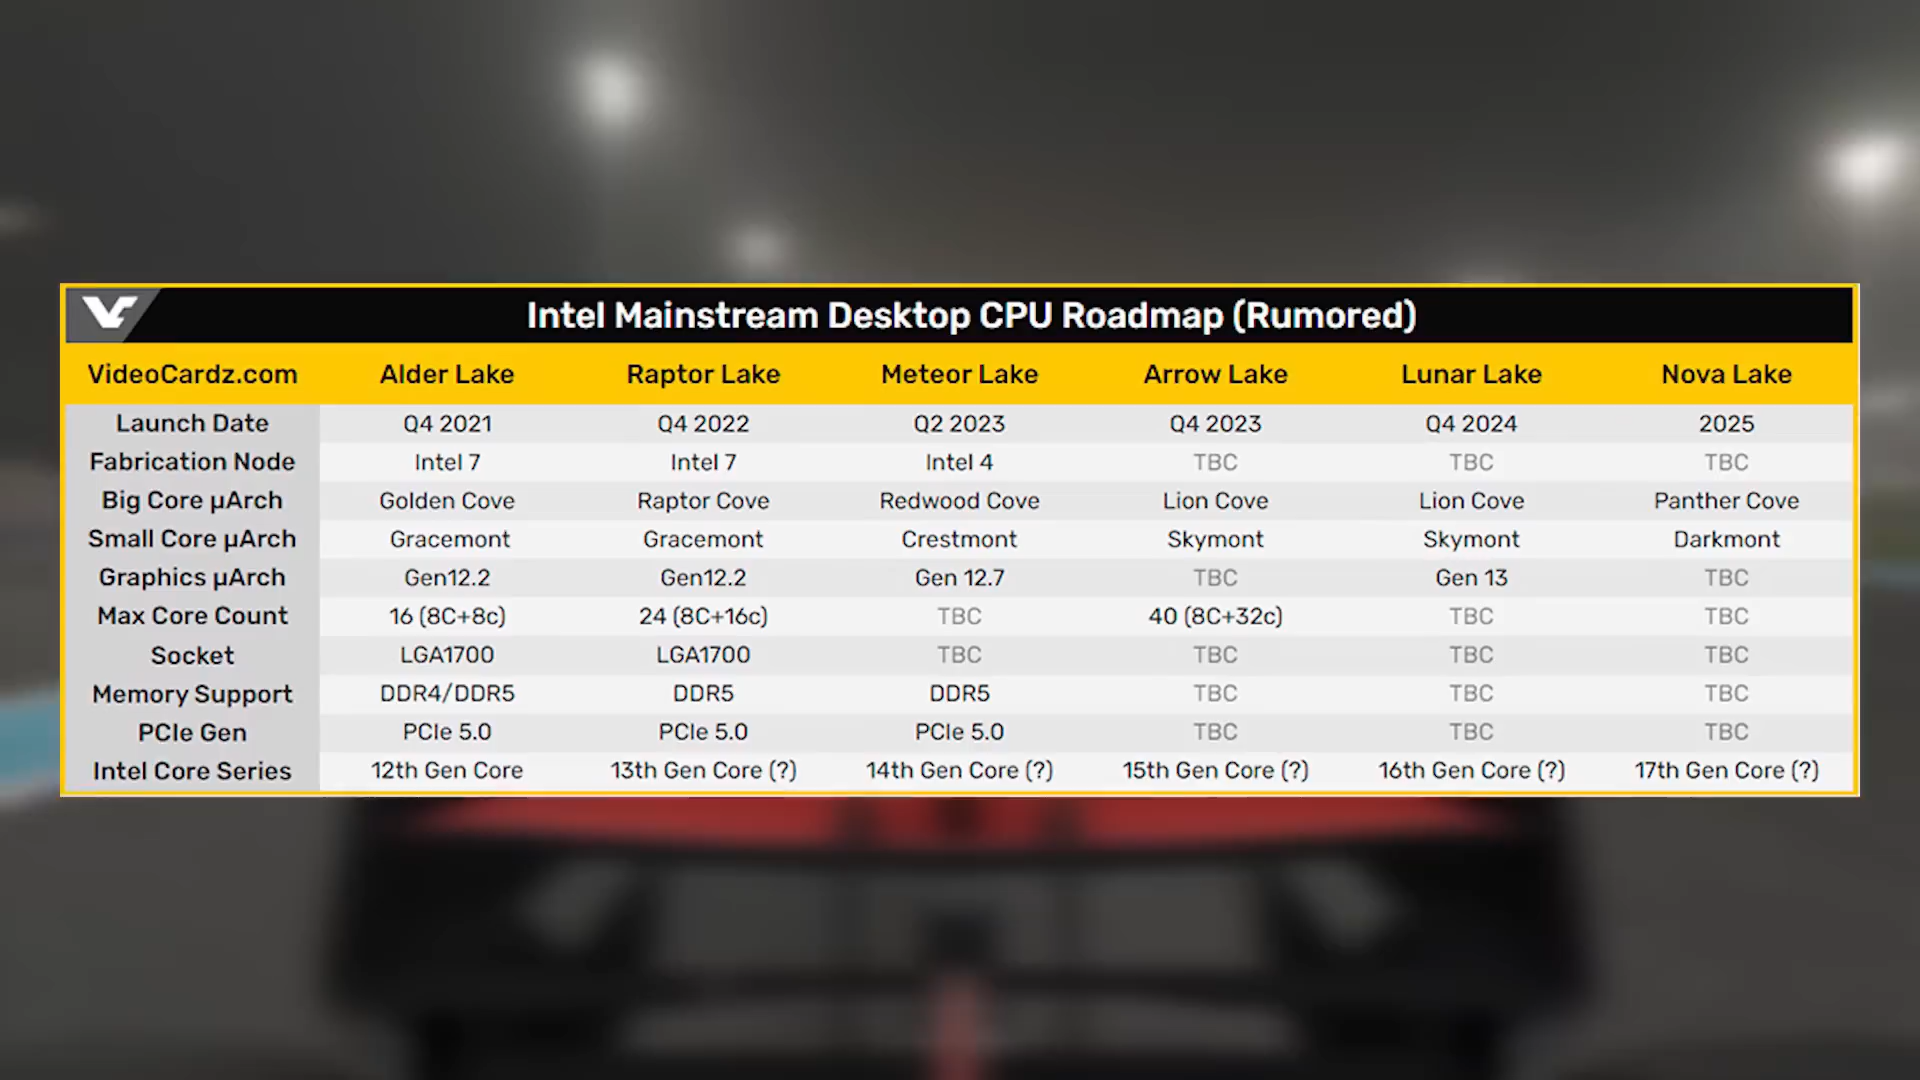 Intel Mainstream Desktop CPU Roadmap (Rumored)
VideoCardz.com Alder Lake Raptor Lake Meteor Lake Arrow Lake Lunar Lake Nova Lake
Launch Date Q4 2021 Q4 2022 Q2 2023 Q4 2023 Q4 2024 2025
Fabrication Node Intel 7 Intel 7 Intel 4 TBC TBC TBC
Big Core µArch Golden Cove Raptor Cove Redwood Cove Lion Cove Lion Cove Panther Cove
Small Core µArch Gracemont Gracemont Crestmont Skymont Skymont Darkmont
Graphics µArch Gen12.2 Gen12.2 Gen 12.7 TBC Gen 13 TBC
Max Core Count 16 (8C+8c) 24 (8C+16c) TBC 40 (8C+32c) TBC TBC
Socket LGA1700 LGA1700 TBC TBC TBC TBC
Memory Support DDR4/DDR5 DDR5 DDR5 TBC TBC TBC
PCIe Gen PCIe 5.0 PCIe 5.0 PCIe 5.0 TBC TBC TBC
Intel Core Series 12th Gen Core 13th Gen Core (?) 14th Gen Core (?) 15th Gen Core (?) 16th Gen Core (?) 17th Gen Core (?)